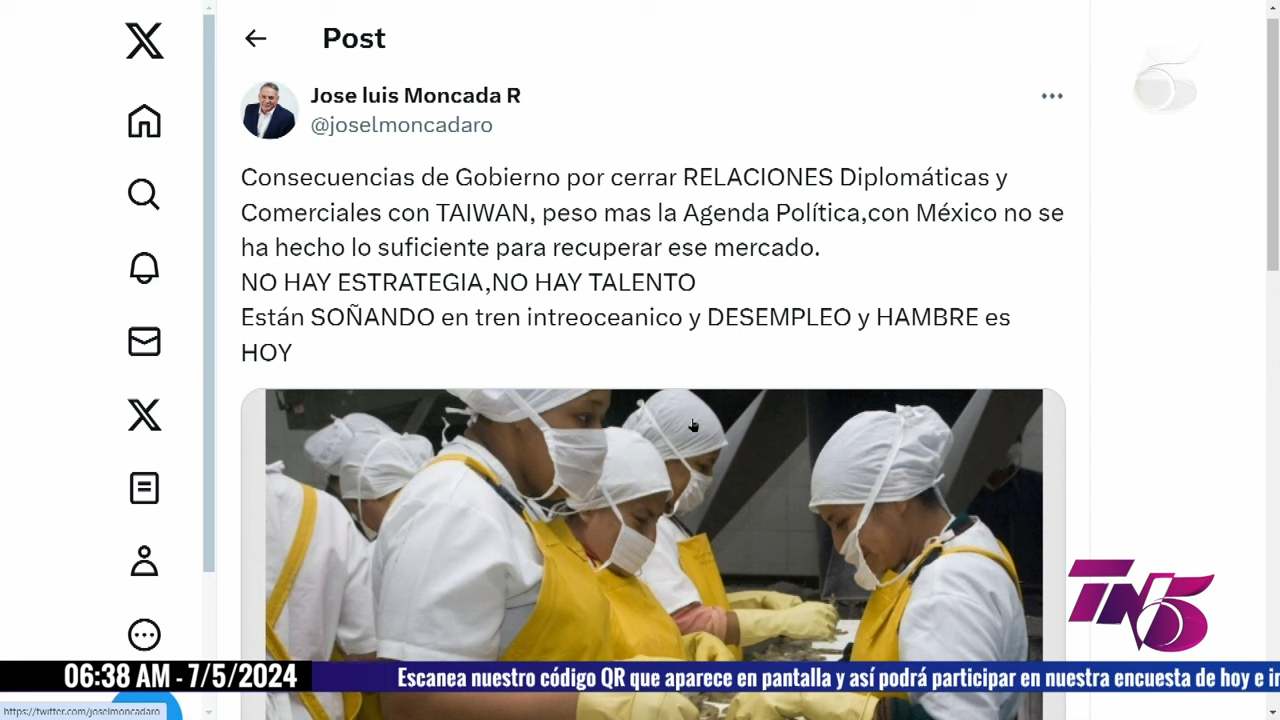 Post
Jose luis Moncada R
@joselmoncadaro
Consecuencias de Gobierno por cerrar RELACIONES Diplomáticas y
Comerciales con TAIWAN, peso mas la Agenda Política,con México no se
ha hecho lo suficiente para recuperar ese mercado.
NO HAY ESTRATEGIA,NO HAY TALENTO
Están SOÑANDO en tren intreoceanico y DESEMPLEO y HAMBRE es
HOY
5
TN5
06:38 AM - 7/5/2024
Escanea nuestro código QR que aparece en pantalla y así podrá participar en nuestra encuesta de hoy e i
https://twitter.com/joselmoncadaro